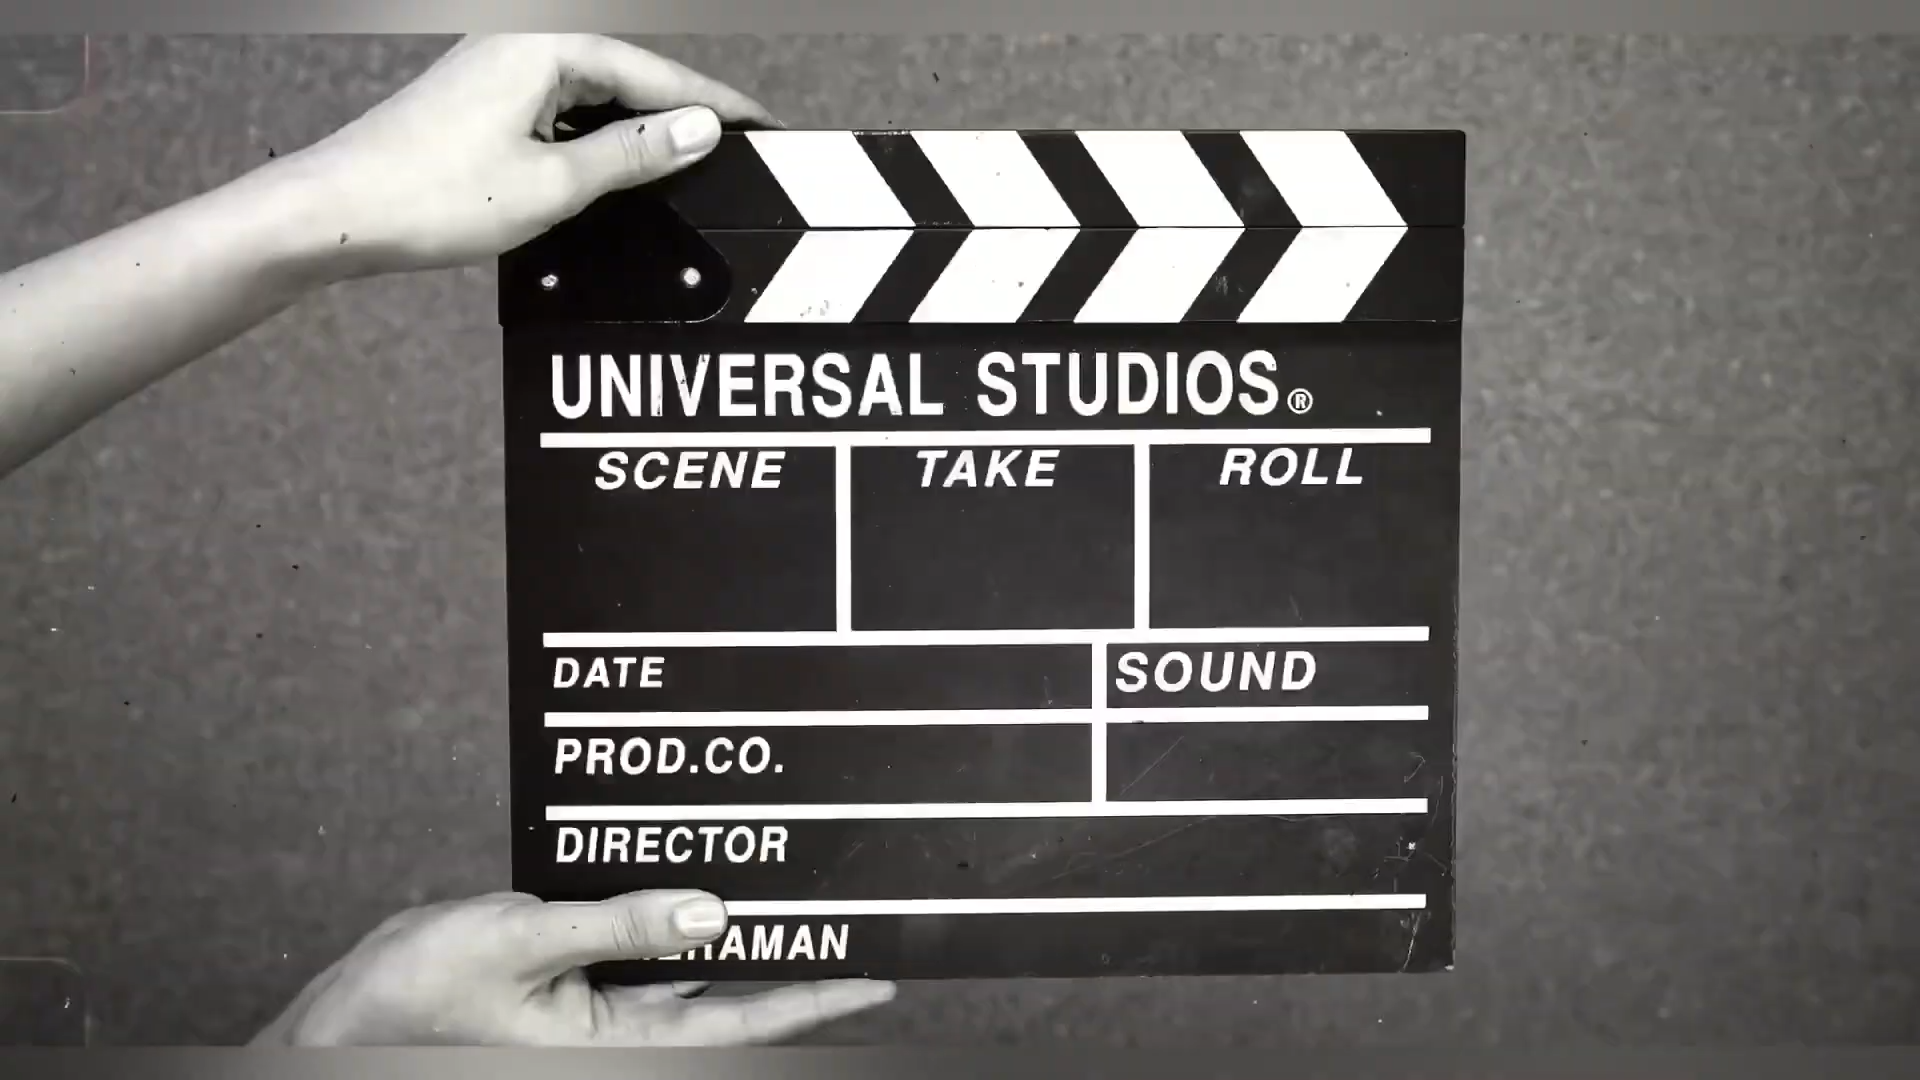 UNIVERSAL STUDIOS®
SCENE TAKE ROLL
DATE SOUND
PROD.CO.
DIRECTOR